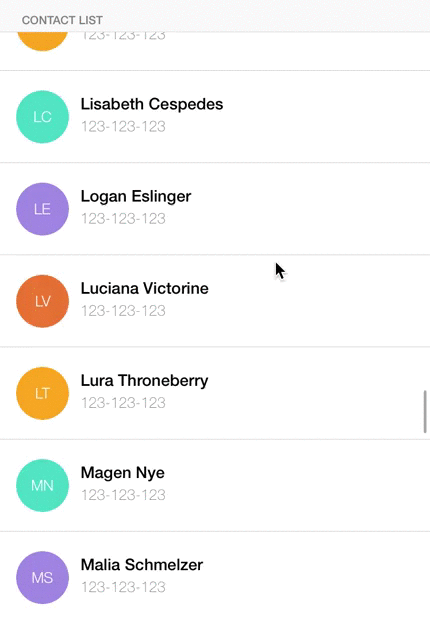 CONTACT LIST
123-123-123
LC
Lisabeth Cespedes
123-123-123
LE
Logan Eslinger
123-123-123
LV
Luciana Victorine
123-123-123
LT
Lura Throneberry
123-123-123
MN
Magen Nye
123-123-123
MS
Malia Schmelzer
123-123-123